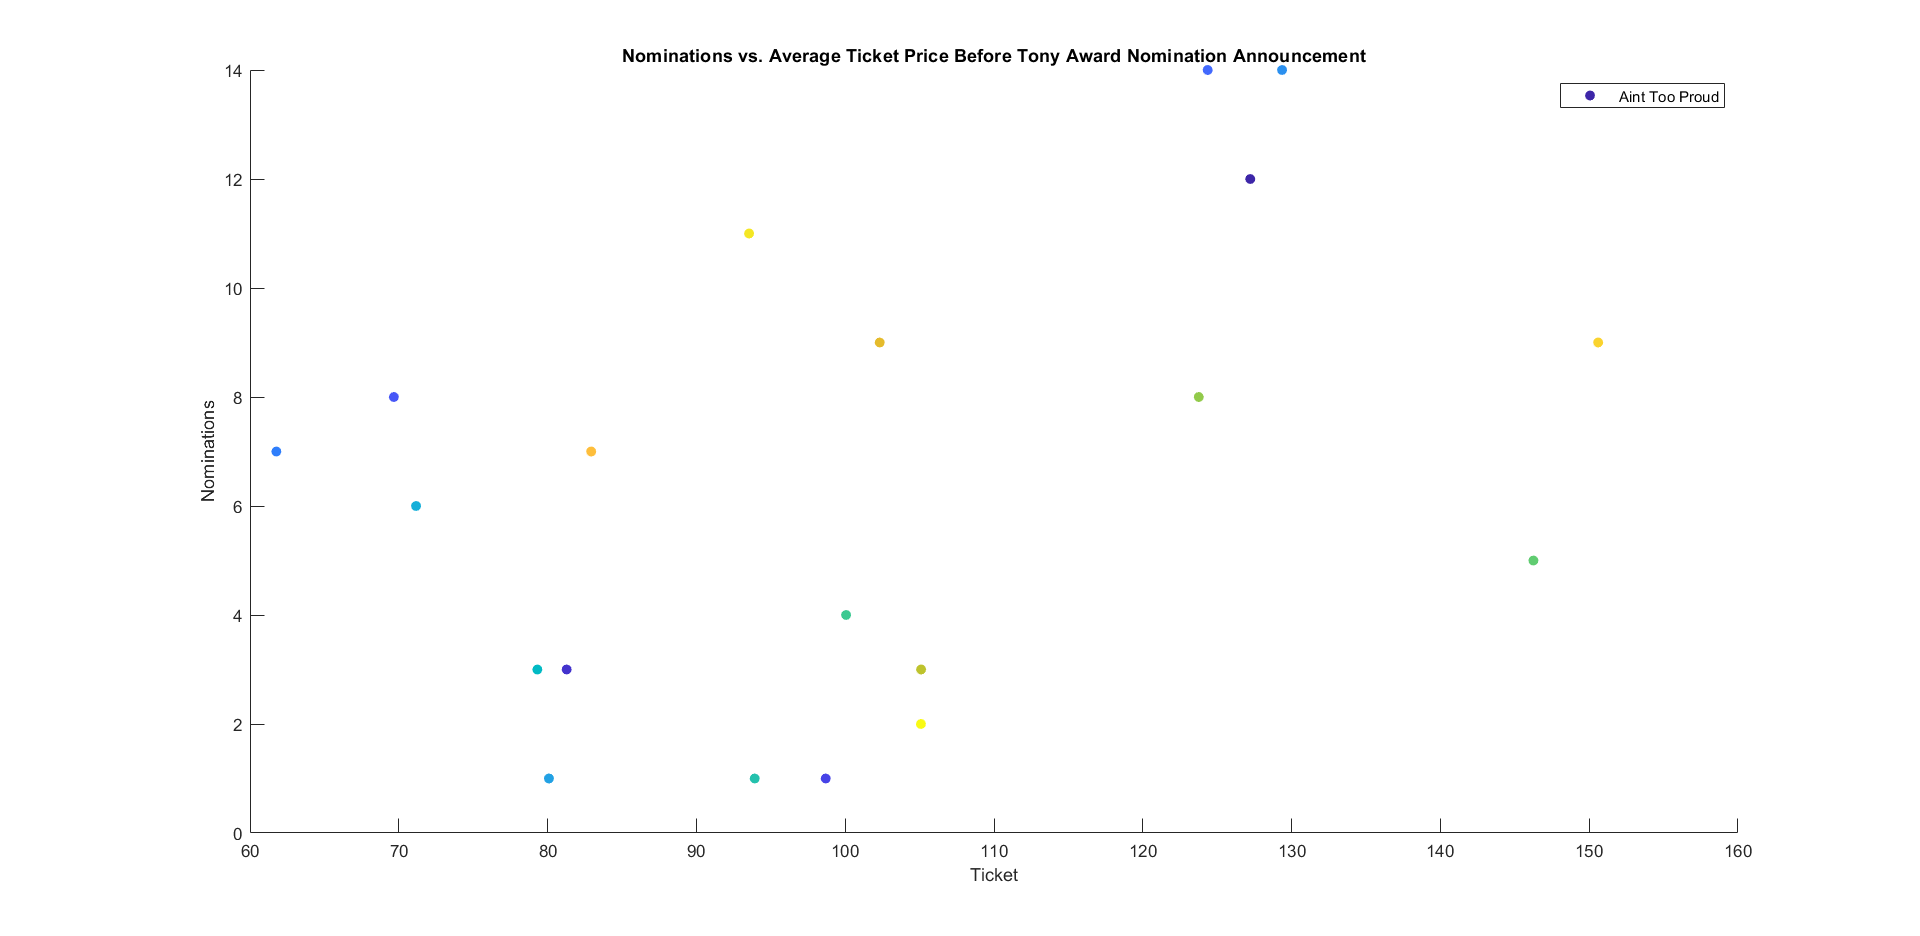 Nominations vs. Average Ticket Price Before Tony Award Nomination Announcement
Aint Too Proud
14
12
10
8
6
4
2
0
Nominations
60 70 80 90 100 110 120 130 140 150 160
Ticket